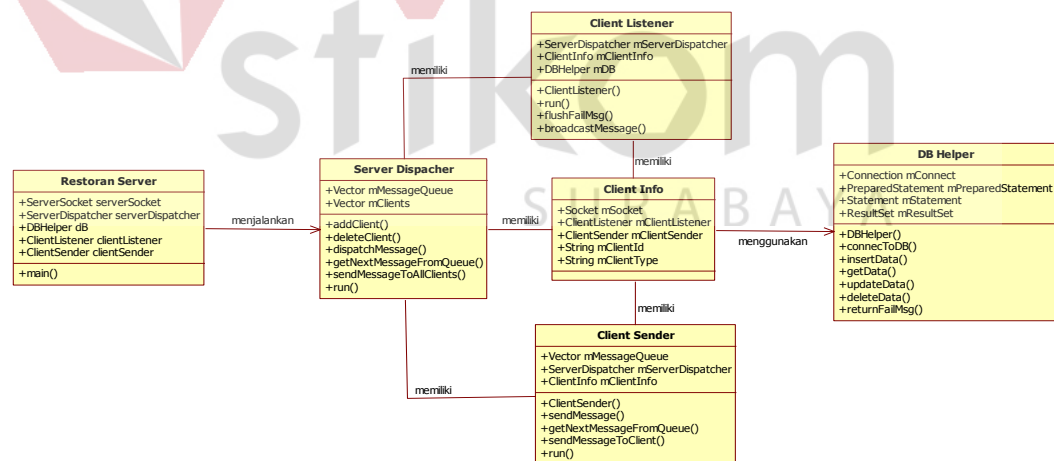 stikom
SURABAYA
Client Listener
+ServerDispatcher mServerDispatcher
+ClientInfo mClientInfo
+DBHelper mDB
+ClientListener()
+run()
+flushFailMsg()
+broadcastMessage()
memiliki
memiliki
Restoran Server
+ServerSocket serverSocket
+ServerDispatcher serverDispatcher
+DBHelper dB
+ClientListener clientListener
+ClientSender clientSender
+main()
menjalankan
Server Dispacher
+Vector mMessageQueue
+Vector mClients
+addClient()
+deleteClient()
+dispatchMessage()
+getNextMessageFromQueue()
+sendMessageToAllClients()
+run()
memiliki
Client Info
+Socket mSocket
+ClientListener mClientListener
+ClientSender mClientSender
+String mClientId
+String mClientType
menggunakan
DB Helper
+Connection mConnect
+PreparedStatement mPreparedStatement
+Statement mStatement
+ResultSet mResultSet
+DBHelper()
+connecToDB()
+insertData()
+getData()
+updateData()
+deleteData()
+returnFailMsg()
memiliki
memiliki
Client Sender
+Vector mMessageQueue
+ServerDispatcher mServerDispatcher
+ClientInfo mClientInfo
+ClientSender()
+sendMessage()
+getNextMessageFromQueue()
+sendMessageToClient()
+run()